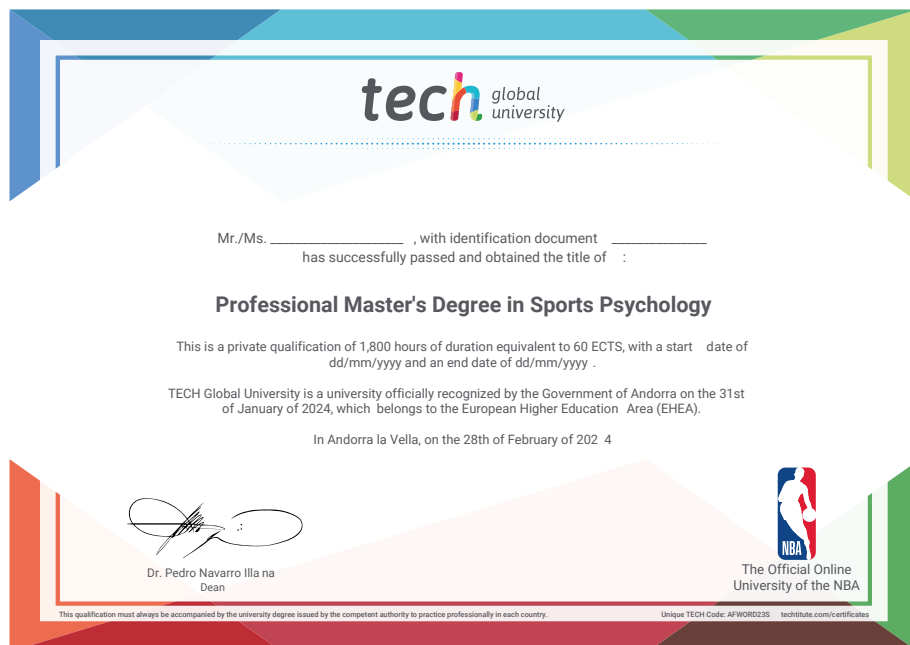 tech global
university
Mr./Ms. _____________________ , with identification document _______________
has successfully passed and obtained the title of :
Professional Master's Degree in Sports Psychology
This is a private qualification of 1,800 hours of duration equivalent to 60 ECTS, with a start date of
dd/mm/yyyy and an end date of dd/mm/yyyy .
TECH Global University is a university officially recognized by the Government of Andorra on the 31st
of January of 2024, which belongs to the European Higher Education Area (EHEA).
In Andorra la Vella, on the 28th of February of 202 4
Dr. Pedro Navarro Illa na
Dean
NBA
The Official Online
University of the NBA
This qualification must always be accompanied by the university degree issued by the competent authority to practice professionally in each country.
Unique TECH Code: AFWORD23S techtitute.com/certificates